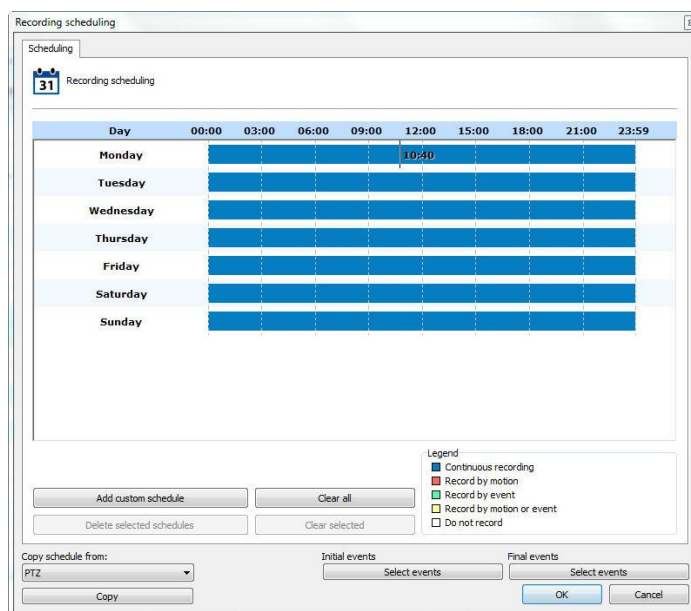 Recording scheduling
Scheduling
31 Recording scheduling
Day 00:00 03:00 06:00 09:00 12:00 15:00 18:00 21:00 23:59
Monday 10:40
Tuesday
Wednesday
Thursday
Friday
Saturday
Sunday
Legend
Continuous recording
Record by motion
Record by event
Record by motion or event
Do not record
Add custom schedule Clear all
Delete selected schedules Clear selected
Copy schedule from: Initial events Final events
PTZ Select events Select events
Copy OK Cancel